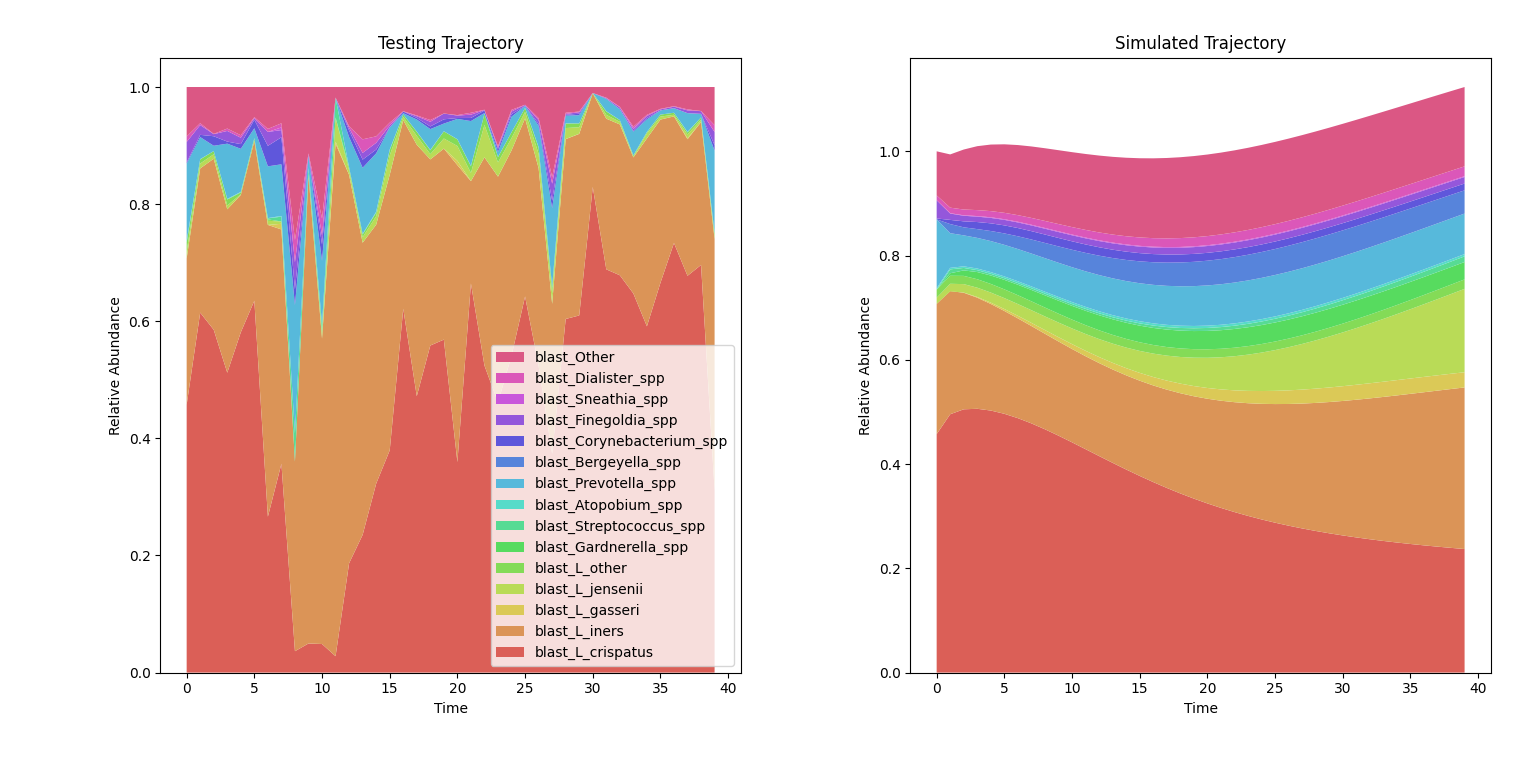 Testing Trajectory
Relative Abundance
1.0
0.8
0.6
0.4
0.2
0.0
blast_Other
blast_Dialister_spp
blast_Sneathia_spp
blast_Finegoldia_spp
blast_Corynebacterium_spp
blast_Bergeyella_spp
blast_Prevotella_spp
blast_Atopobium_spp
blast_Streptococcus_spp
blast_Gardnerella_spp
blast_L_other
blast_L_jensenii
blast_L_gasseri
blast_L_iners
blast_L_crispatus
0 5 10 15 20 25 30 35 40
Time
Simulated Trajectory
Relative Abundance
1.0
0.8
0.6
0.4
0.2
0.0
0 5 10 15 20 25 30 35 40
Time